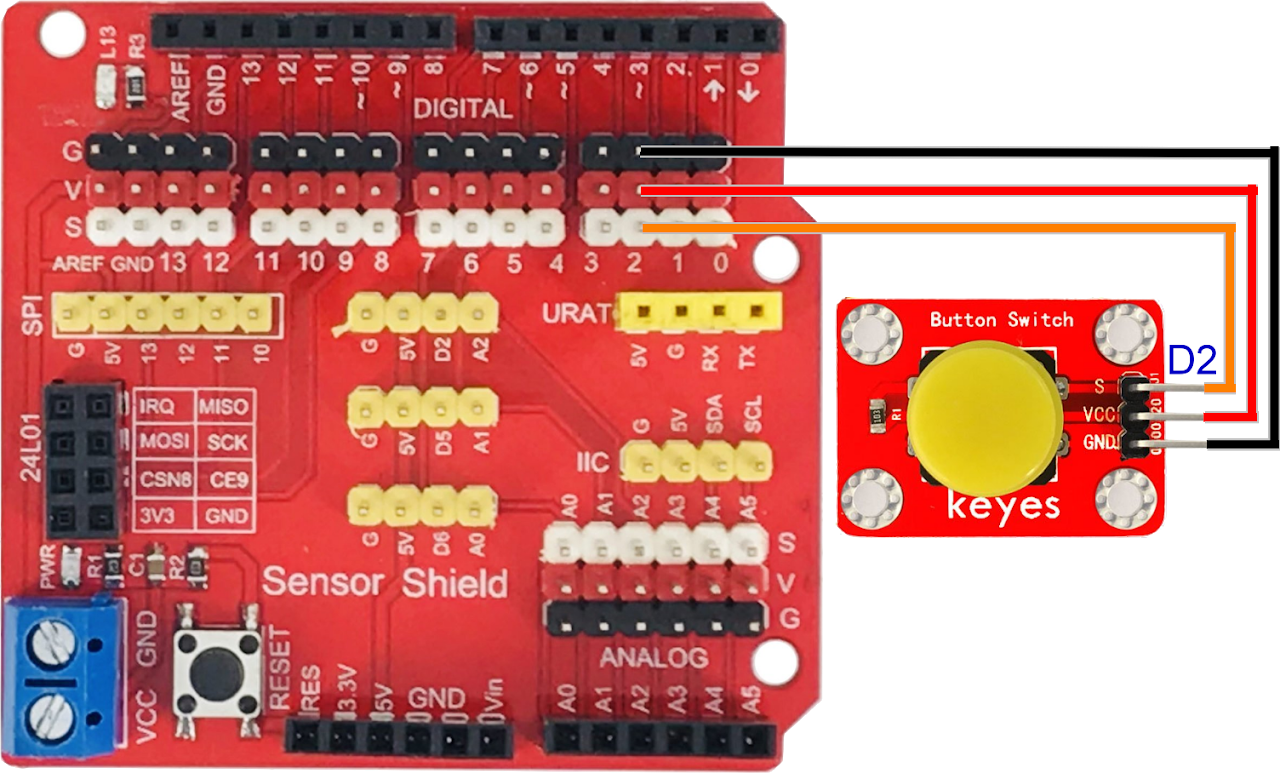 L13
R3
AREF GND 13 12 11 ~10 ~9 8 7 ~6 ~5 4 ~3 2. 1 0
DIGITAL
G
V
S
AREF GND 13 12 11 10 9 8 7 6 5 4 3 2 1 0
SPI
G 5V 13 12 11 10
G 5V D2 A2
URAT
5V G RX TX
Button Switch
D2
S
VCC
GND
R1
103
keyes
24L01
IRQ MISO
MOSI SCK
CSN8 CE9
3V3 GND
G 5V D5 A1
IIC
G 5V SDA SCL
G 5V D6 A0
A0 A1 A2 A3 A4 A5
S
V
G
ANALOG
PWR
R1
C1
R2
Sensor Shield
GND
VCC
RESET
RES 3.3V 5V GND Vin
A0 A1 A2 A3 A4 A5